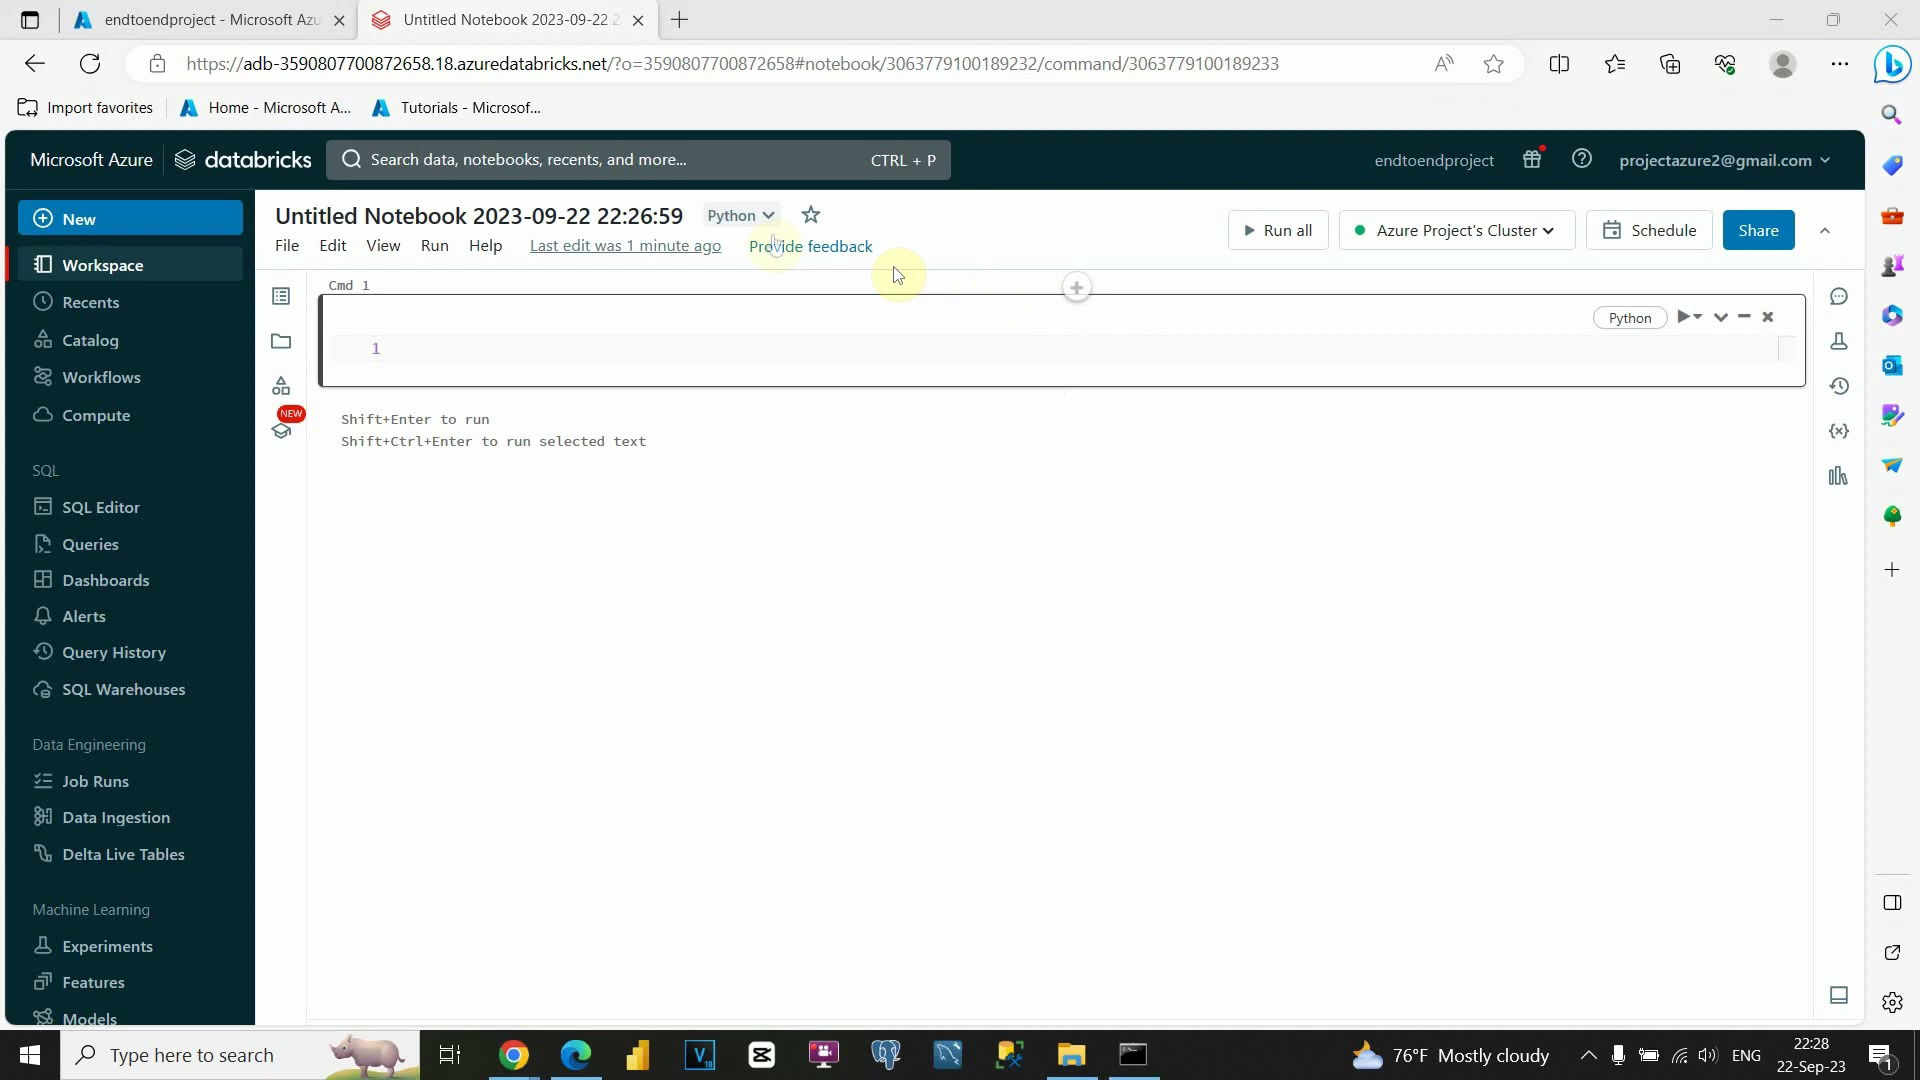 endtoendproject - Microsoft Azu
Untitled Notebook 2023-09-22 2
https://adb-3590807700872658.18.azuredatabricks.net/?o=3590807700872658#notebook/3063779100189232/command/3063779100189233
Import favorites
Home - Microsoft A...
Tutorials - Microsof...
Microsoft Azure
databricks
Search data, notebooks, recents, and more...
CTRL + P
endtoendproject
projectazure2@gmail.com
New
Workspace
Recents
Catalog
Workflows
Compute
SQL
SQL Editor
Queries
Dashboards
Alerts
Query History
SQL Warehouses
Data Engineering
Job Runs
Data Ingestion
Delta Live Tables
Machine Learning
Experiments
Features
Models
Untitled Notebook 2023-09-22 22:26:59
Python
File Edit View Run Help
Last edit was 1 minute ago
Provide feedback
Run all
Azure Project's Cluster
Schedule
Share
NEW
Cmd 1
Python
1
Shift+Enter to run
Shift+Ctrl+Enter to run selected text
Type here to search
V
18
76°F Mostly cloudy
ENG
22:28
22-Sep-23
1